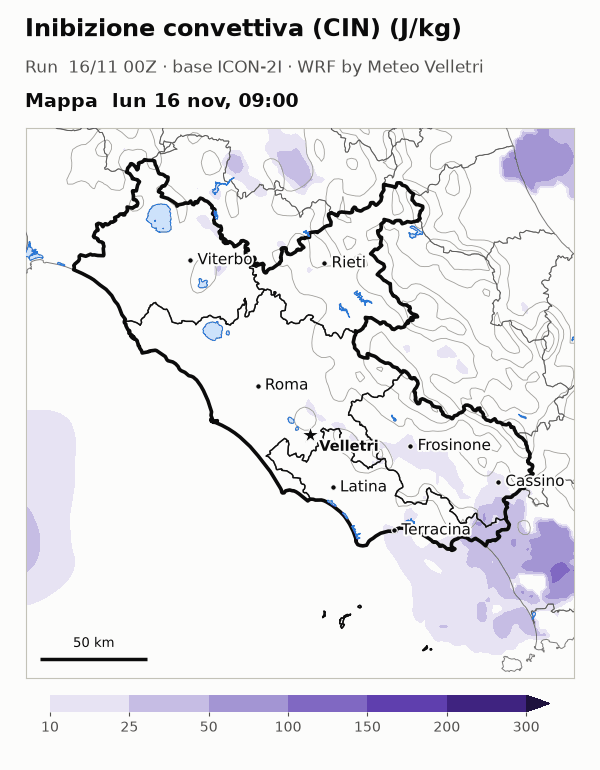 Inibizione convettiva (CIN) (J/kg)
Run  16/11 00Z · base ICON-2I · WRF by Meteo Velletri
Mappa  lun 16 nov, 09:00
Viterbo
Rieti
Roma
Velletri
Frosinone
Cassino
Latina
Terracina
50 km
10 25 50 100 150 200 300